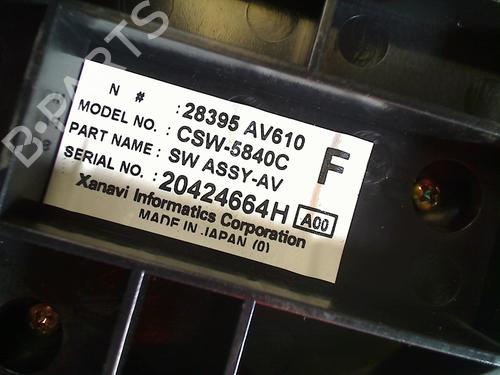 B-PARTS
N # : 28395 AV610
MODEL NO. : CSW-5840C
PART NAME : SW ASSY-AV
SERIAL NO. : 20424664H A00
F
Xanavi Informatics Corporation
MADE IN JAPAN (0)